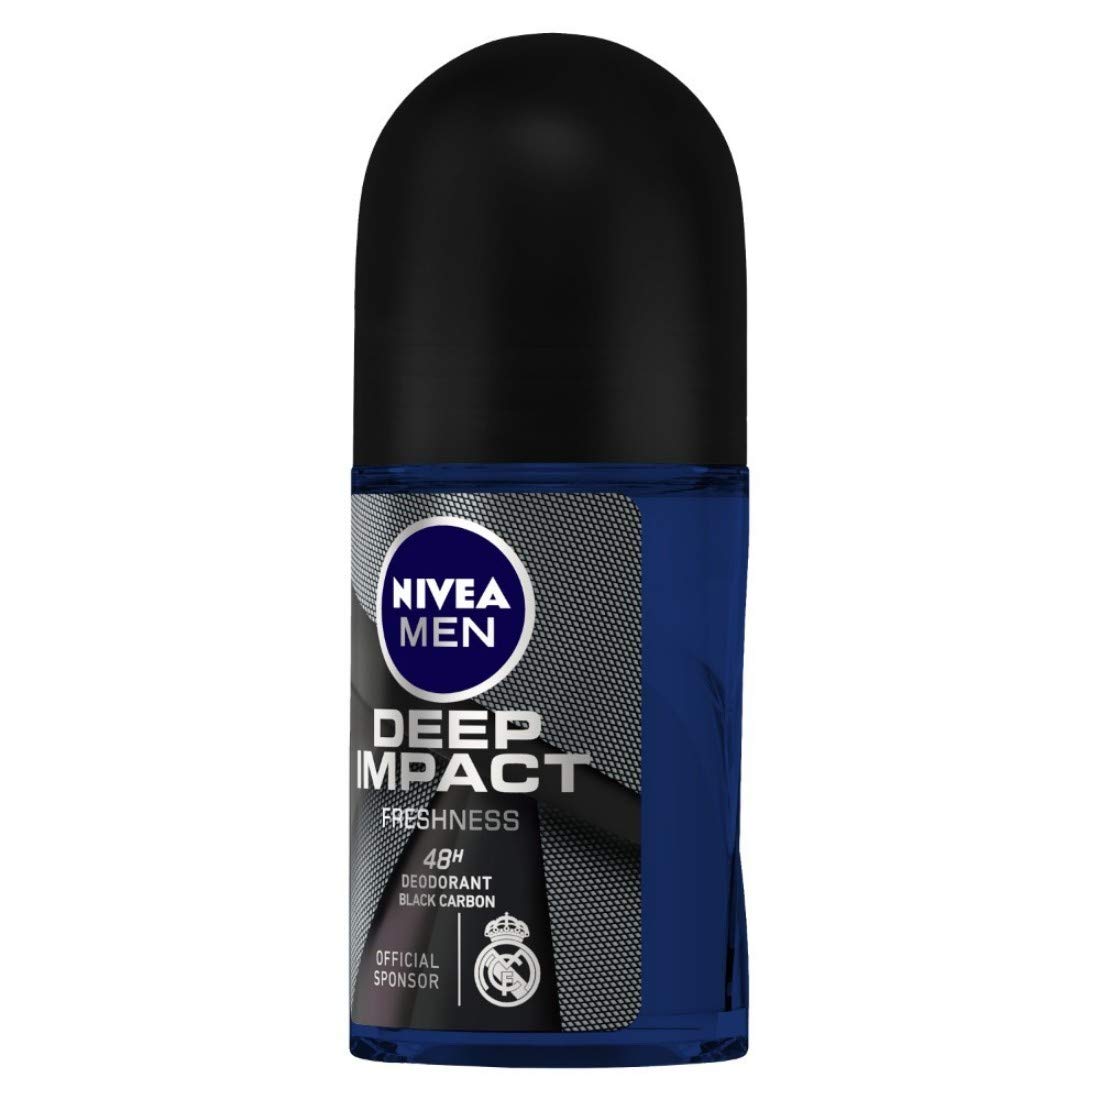 NIVEA
MEN
DEEP
IMPACT
FRESHNESS
48H
DEODORANT
BLACK CARBON
OFFICIAL
SPONSOR